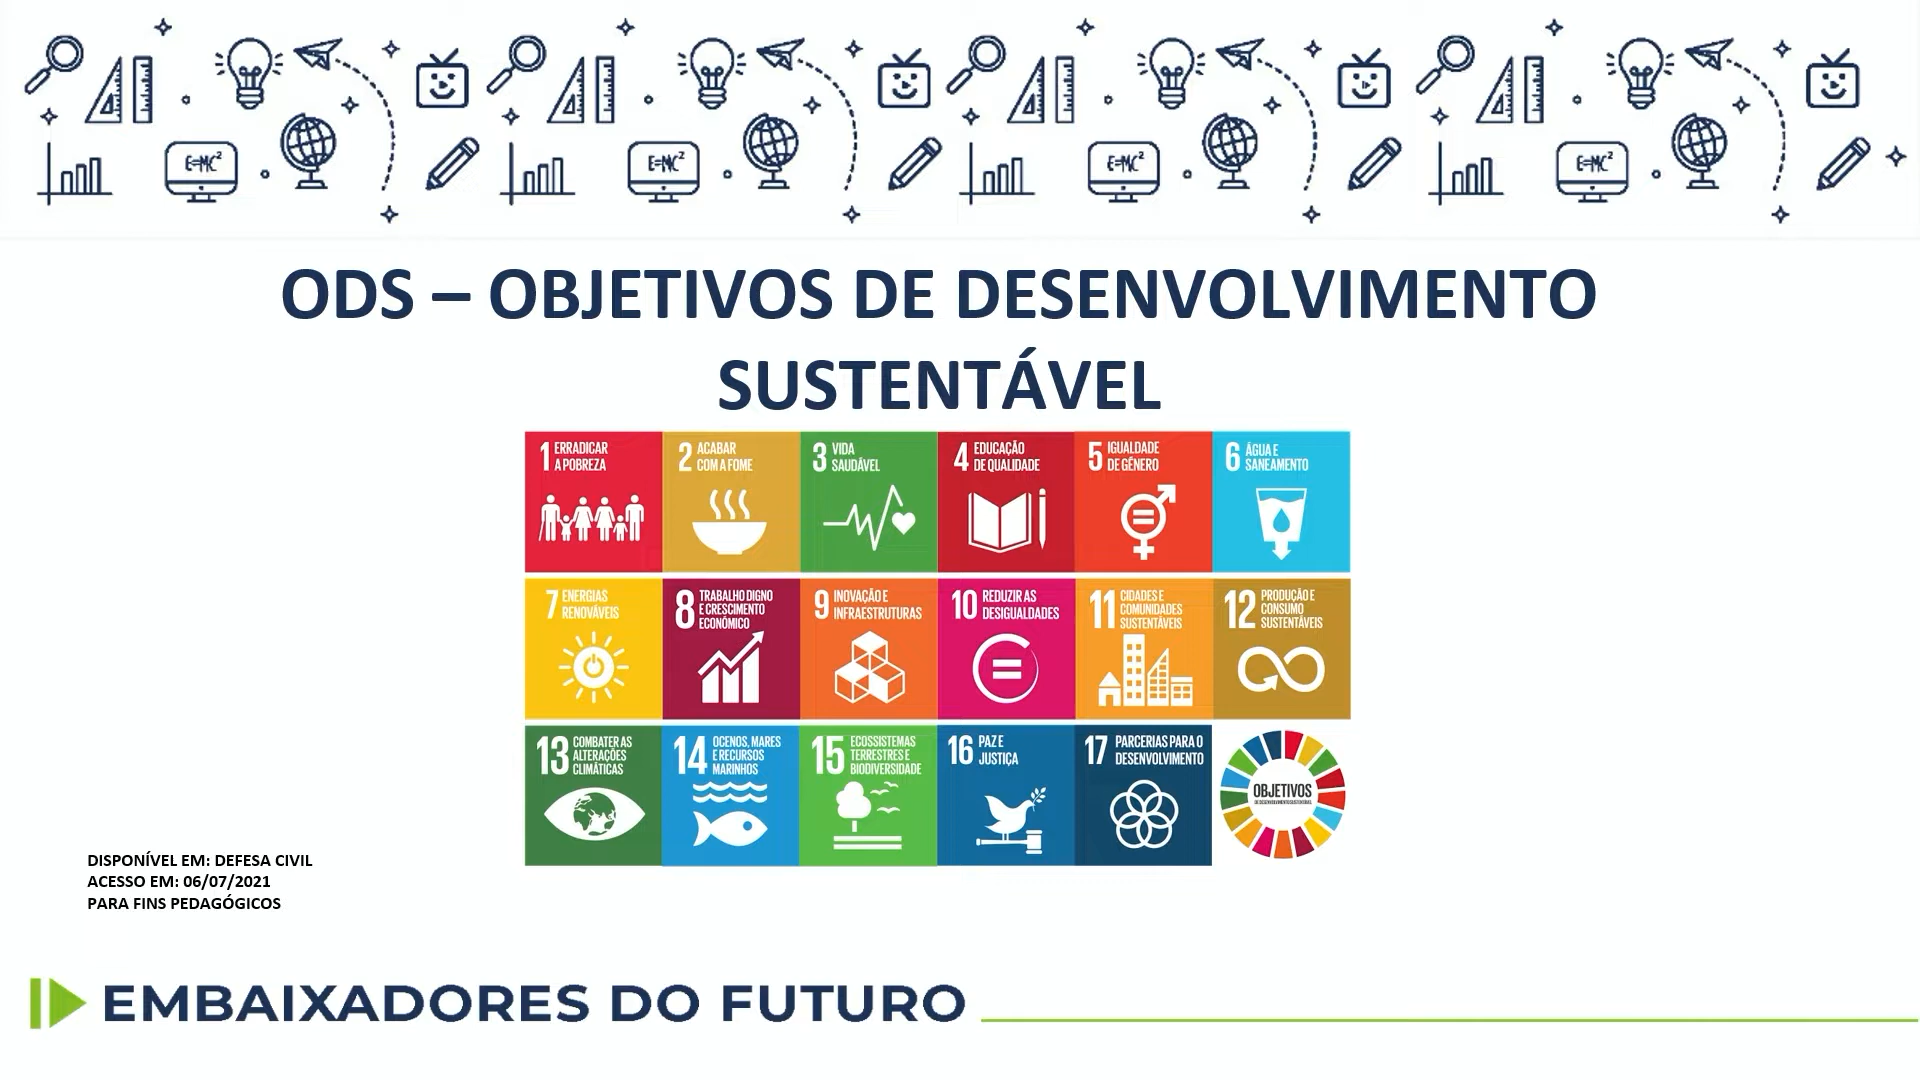 E=MC²
E=MC²
E=MC²
E=MC²
ODS – OBJETIVOS DE DESENVOLVIMENTO
SUSTENTÁVEL
1 ERRADICAR
A POBREZA
2 ACABAR
COM A FOME
3 VIDA
SAUDÁVEL
4 EDUCAÇÃO
DE QUALIDADE
5 IGUALDADE
DE GÊNERO
6 ÁGUA E
SANEAMENTO
7 ENERGIAS
RENOVÁVEIS
8 TRABALHO DIGNO
E CRESCIMENTO
ECONÔMICO
9 INOVAÇÃO E
INFRAESTRUTURAS
10 REDUZIR AS
DESIGUALDADES
11 CIDADES E
COMUNIDADES
SUSTENTÁVEIS
12 PRODUÇÃO E
CONSUMO
SUSTENTÁVEIS
13 COMBATER AS
ALTERAÇÕES
CLIMÁTICAS
14 OCENOS, MARES
E RECURSOS
MARINHOS
15 ECOSSISTEMAS
TERRESTRES E
BIODIVERSIDADE
16 PAZ E
JUSTIÇA
17 PARCERIAS PARA O
DESENVOLVIMENTO
OBJETIVOS
DE DESENVOLVIMENTO SUSTENTÁVEL
DISPONÍVEL EM: DEFESA CIVIL
ACESSO EM: 06/07/2021
PARA FINS PEDAGÓGICOS
EMBAIXADORES DO FUTURO